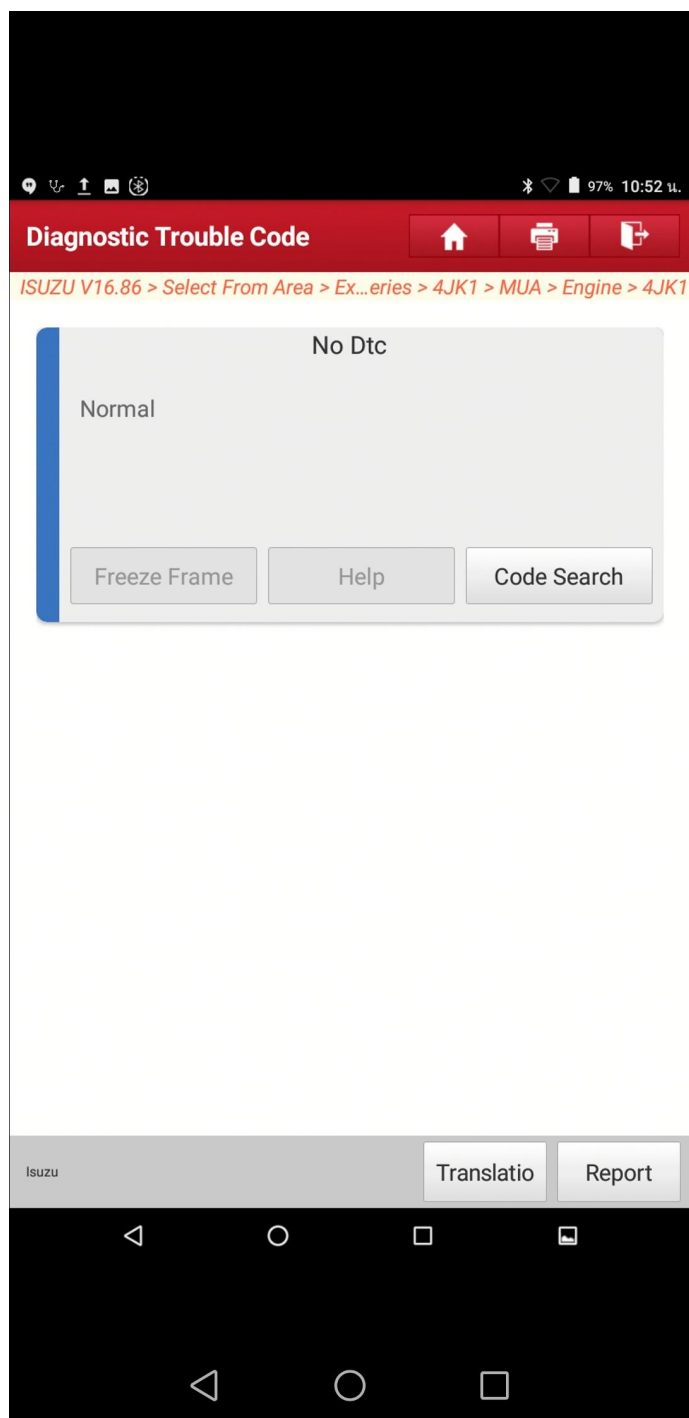 97% 10:52 น.
Diagnostic Trouble Code
ISUZU V16.86 > Select From Area > Ex...eries > 4JK1 > MUA > Engine > 4JK1
No Dtc
Normal
Freeze Frame Help Code Search
Isuzu Translatio Report